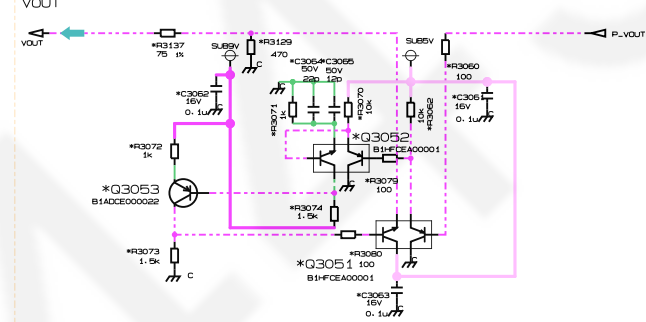 VOUT
VOUT
*R3137
75 1%
SUB9V
*R3129
470
SUB5V
P_VOUT
*R3060
100
*C3064
50V
22p
*C3065
50V
12p
*C3062
16V
0.1u
C
*R3071
1k
*R3070
10k
10k
*R3062
*C3061
16V
0.1u
C
*R3072
1k
*Q3052
B1HFCEA00001
*R3079
100
C
*Q3053
B1ADCE000022
*R3074
1.5k
*R3073
1.5k
C
*R3080
100
*Q3051
B1HFCEA00001
C
*C3063
16V
0.1u
C